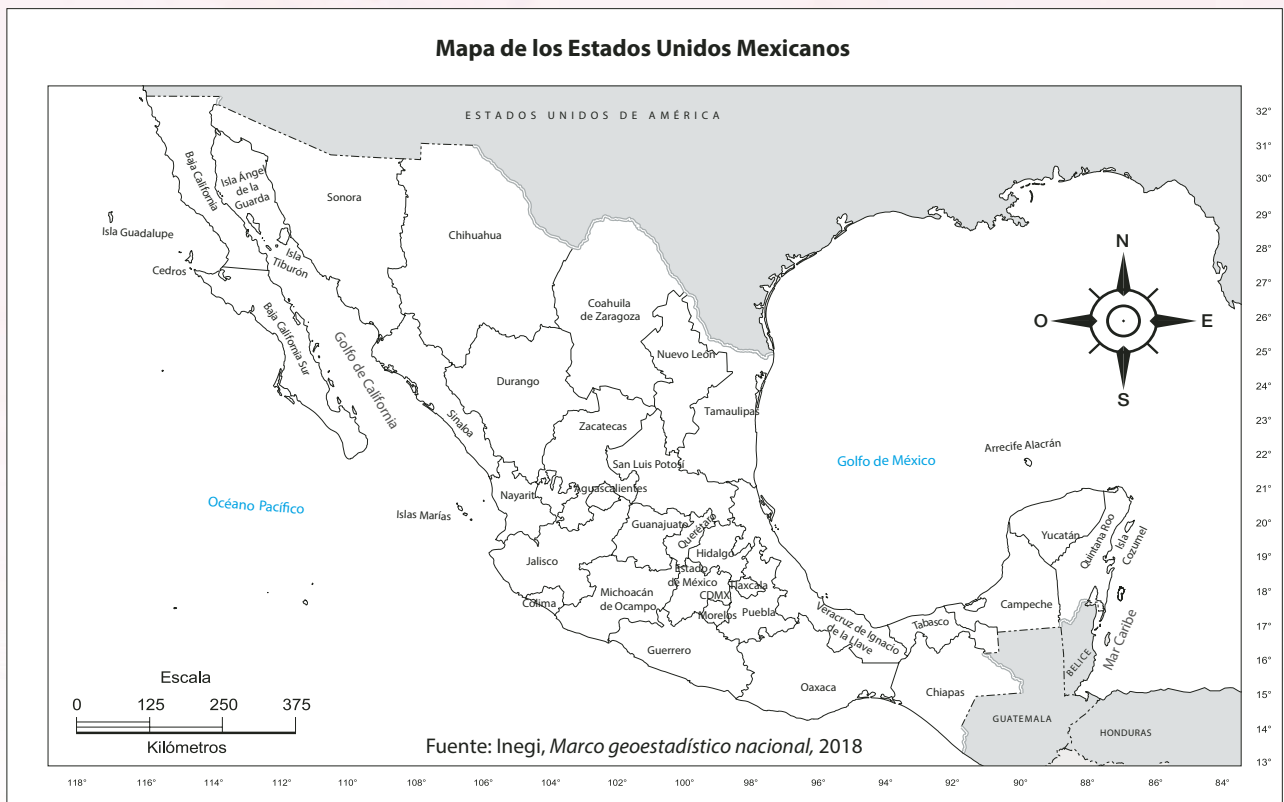 Mapa de los Estados Unidos Mexicanos
ESTADOS UNIDOS DE AMÉRICA
32°
31°
30°
29°
28°
27°
26°
25°
24°
23°
22°
21°
20°
19°
18°
17°
16°
15°
14°
13°
Baja California
Isla Ángel
de la
Guarda
Sonora
Chihuahua
Isla Guadalupe
Isla
Tiburón
Cedros
Coahuila
de Zaragoza
N
O
E
S
Baja California Sur
Golfo de California
Nuevo León
Durango
Sinaloa
Tamaulipas
Zacatecas
Arrecife Alacrán
Golfo de México
San Luis Potosí
Aguascalientes
Nayarit
Océano Pacífico
Islas Marías
Guanajuato
Querétaro
Yucatán
Quintana Roo
Isla
Cozumel
Hidalgo
Jalisco
Estado
de México
Tlaxcala
CDMX
Michoacán
de Ocampo
Colima
Morelos
Puebla
Campeche
Veracruz de Ignacio
de la Llave
Tabasco
Mar Caribe
BELICE
Guerrero
Oaxaca
Chiapas
GUATEMALA
HONDURAS
Escala
0 125 250 375
Kilómetros
Fuente: Inegi, Marco geoestadístico nacional, 2018
118° 116° 114° 112° 110° 108° 106° 104° 102° 100° 98° 96° 94° 92° 90° 88° 86° 84°